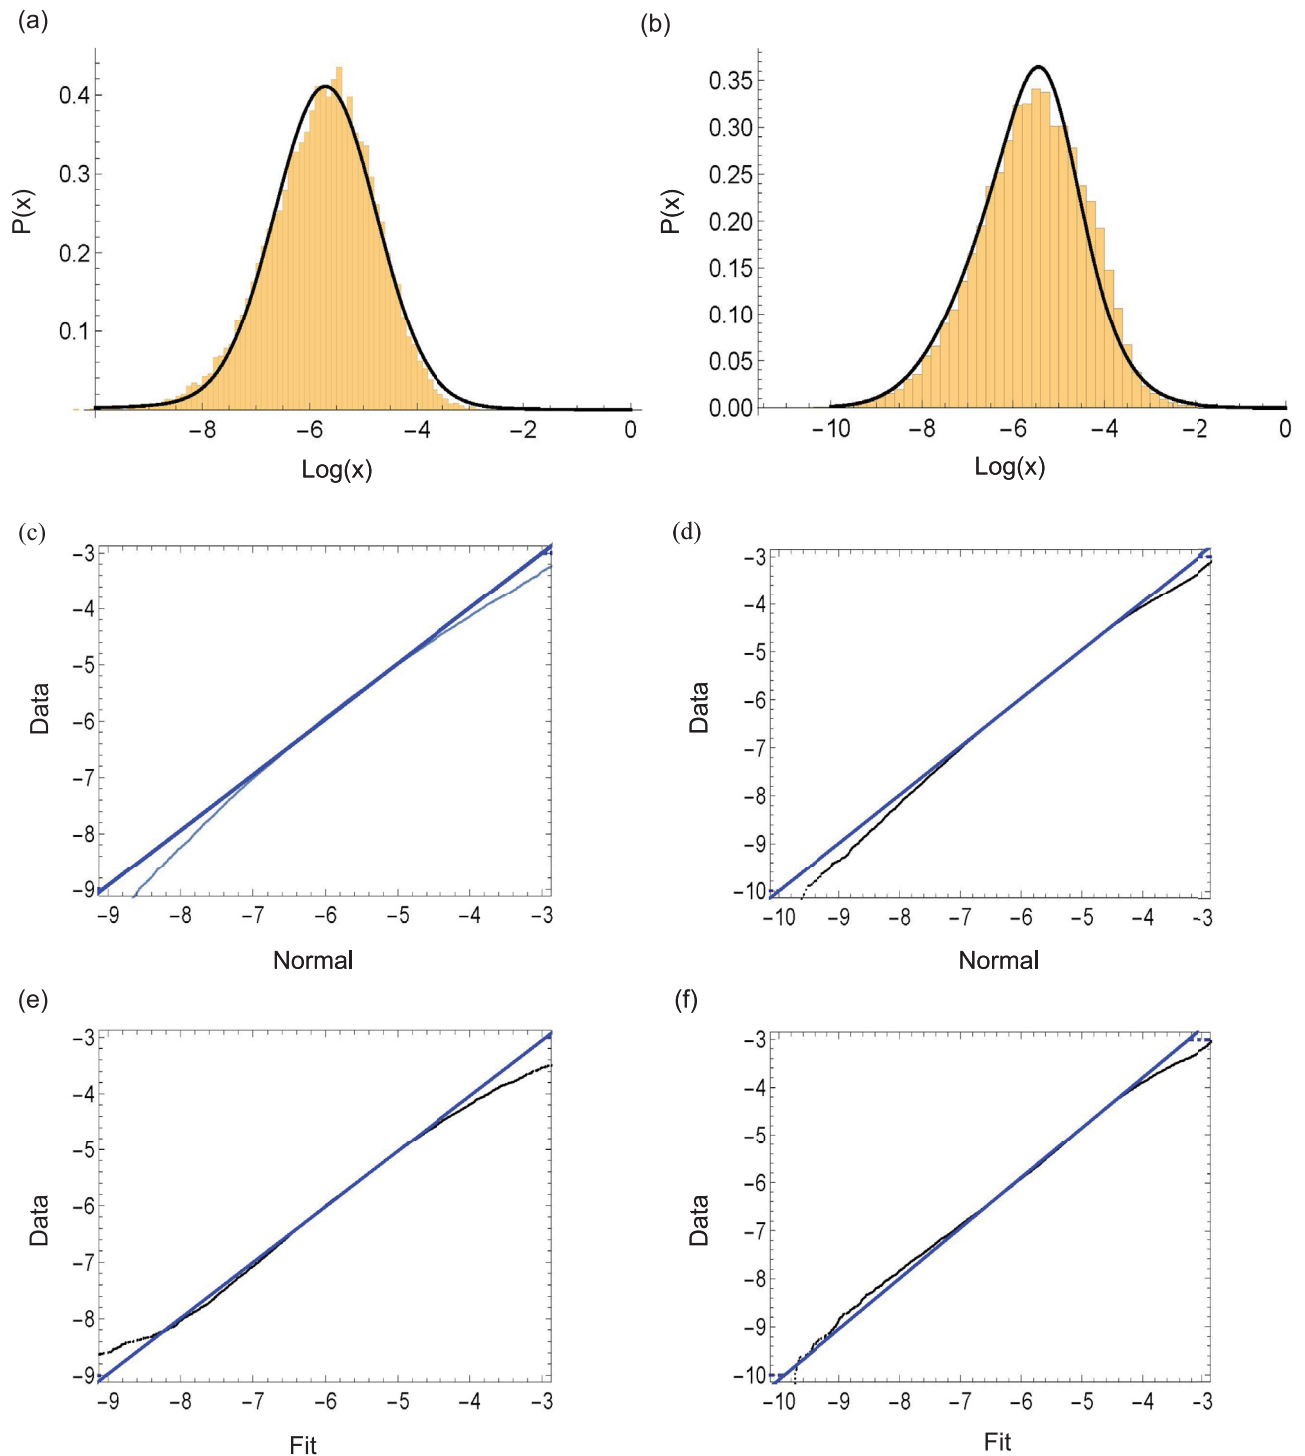 (a)
P(x)
0.4
0.3
0.2
0.1
−8 −6 −4 −2 0
Log(x)
(b)
P(x)
0.35
0.30
0.25
0.20
0.15
0.10
0.05
0.00
−10 −8 −6 −4 −2 0
Log(x)
(c)
Data
−3
−4
−5
−6
−7
−8
−9
−9 −8 −7 −6 −5 −4 −3
Normal
(d)
Data
−3
−4
−5
−6
−7
−8
−9
−10
−10 −9 −8 −7 −6 −5 −4 -3
Normal
(e)
Data
−3
−4
−5
−6
−7
−8
−9
−9 −8 −7 −6 −5 −4 −3
Fit
(f)
Data
−3
−4
−5
−6
−7
−8
−9
−10
−10 −9 −8 −7 −6 −5 −4 −3
Fit